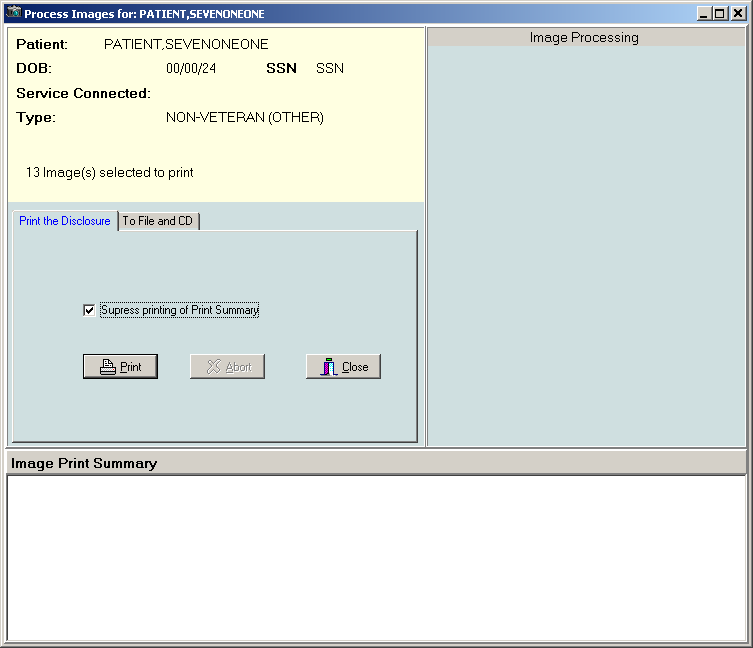 Process Images for: PATIENT,SEVENONEONE
Patient: PATIENT,SEVENONEONE
DOB: 00/00/24 SSN SSN
Service Connected:
Type: NON-VETERAN (OTHER)
13 Image(s) selected to print
Print the Disclosure To File and CD
Supress printing of Print Summary
Print Abort Close
Image Processing
Image Print Summary